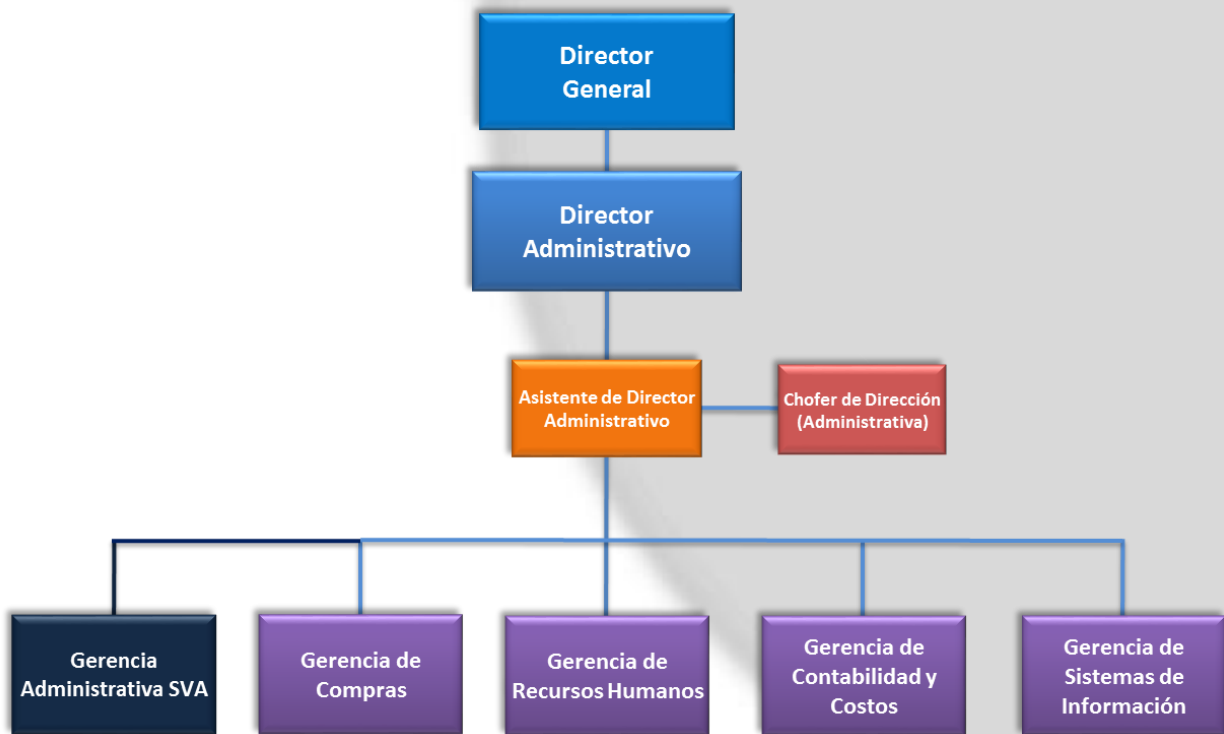 Director
General
Director
Administrativo
Asistente de Director
Administrativo
Chofer de Dirección
(Administrativa)
Gerencia
Administrativa SVA
Gerencia de
Compras
Gerencia de
Recursos Humanos
Gerencia de
Contabilidad y
Costos
Gerencia de
Sistemas de
Información